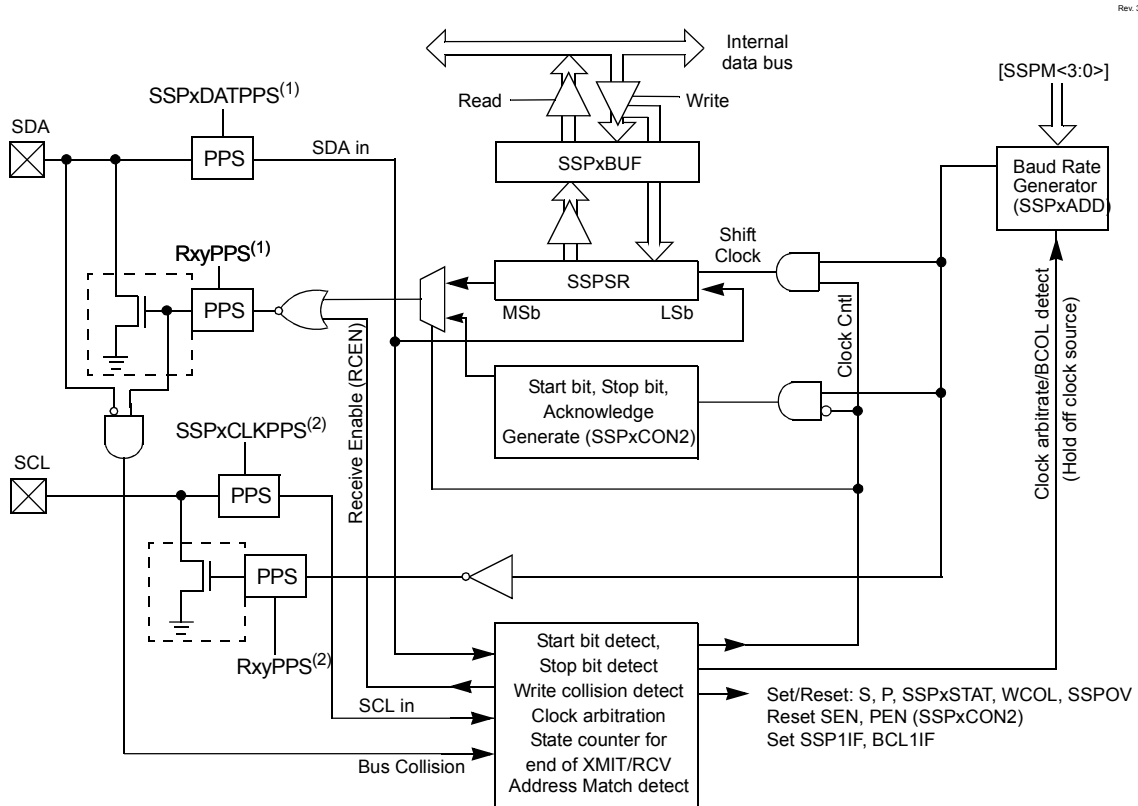 Rev. 3
Internal
data bus
[SSPM<3:0>]
Read
Write
SSPxDATPPS(1)
SDA
PPS
SDA in
SSPxBUF
Baud Rate
Generator
(SSPxADD)
RxyPPS(1)
Shift
Clock
PPS
SSPSR
MSb
LSb
Receive Enable (RCEN)
Clock Cntl
Clock arbitrate/BCOL detect
(Hold off clock source)
Start bit, Stop bit,
Acknowledge
Generate (SSPxCON2)
SSPxCLKPPS(2)
SCL
PPS
PPS
RxyPPS(2)
SCL in
Bus Collision
Start bit detect,
Stop bit detect
Write collision detect
Clock arbitration
State counter for
end of XMIT/RCV
Address Match detect
Set/Reset: S, P, SSPxSTAT, WCOL, SSPOV
Reset SEN, PEN (SSPxCON2)
Set SSP1IF, BCL1IF